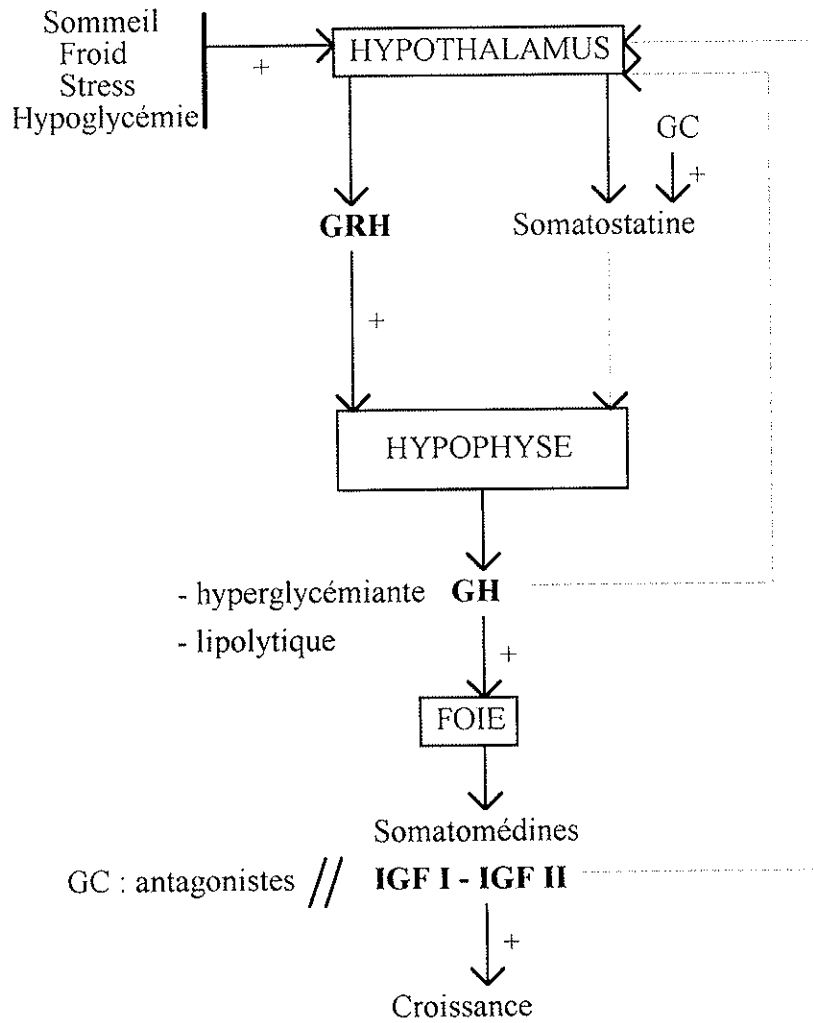 Sommeil
Froid
Stress
Hypoglycémie
+
HYPOTHALAMUS
GC
+
GRH
Somatostatine
+
HYPOPHYSE
- hyperglycémiante GH
- lipolytique
+
FOIE
Somatomédines
GC : antagonistes // IGF I - IGF II
+
Croissance